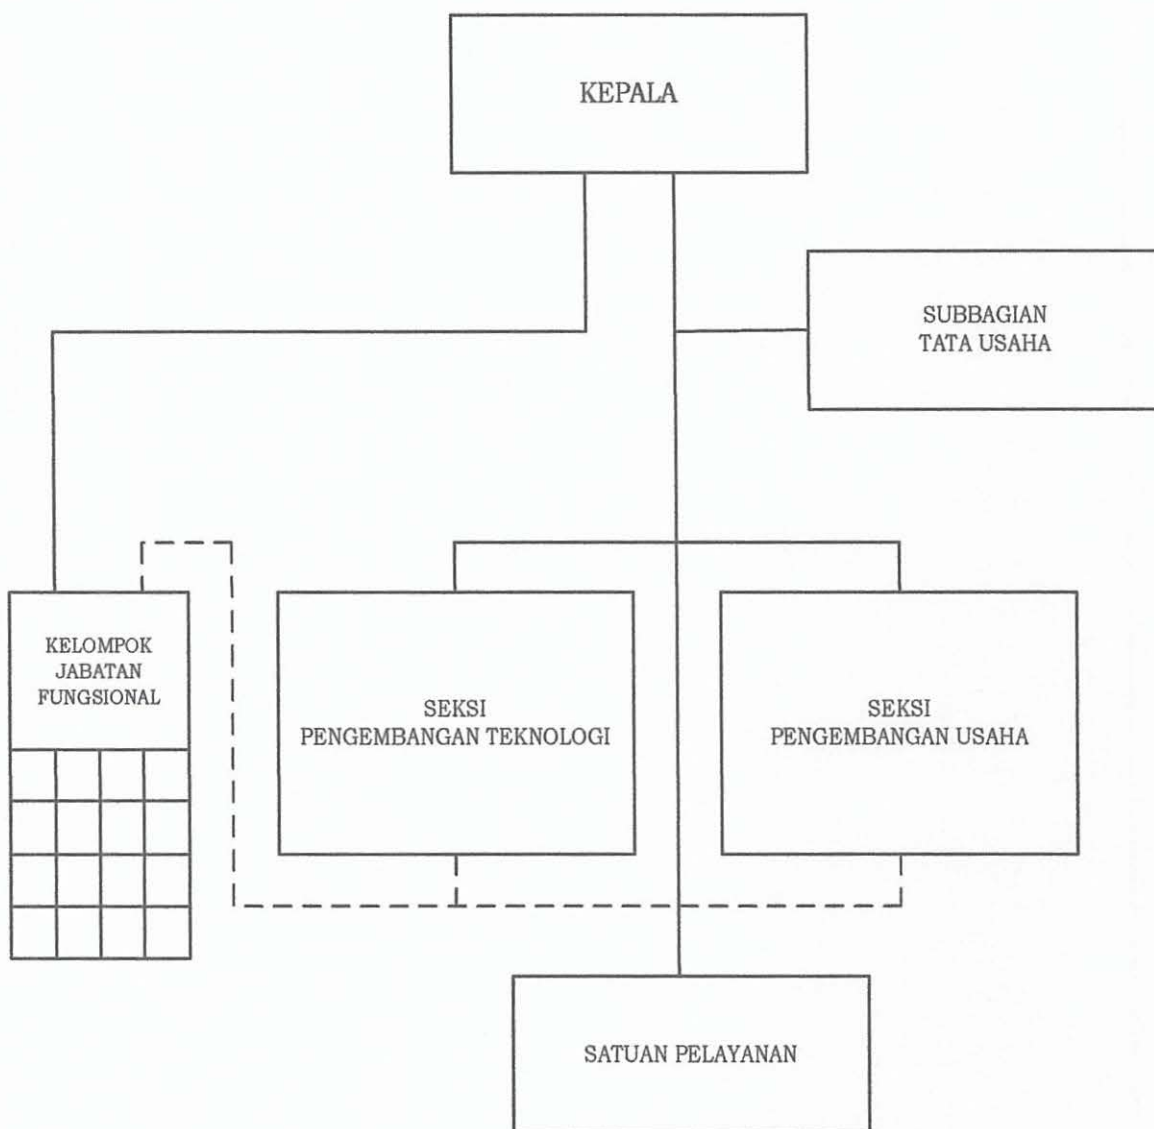 KEPALA
SUBBAGIAN
TATA USAHA
KELOMPOK
JABATAN
FUNGSIONAL
SEKSI
PENGEMBANGAN TEKNOLOGI
SEKSI
PENGEMBANGAN USAHA
SATUAN PELAYANAN